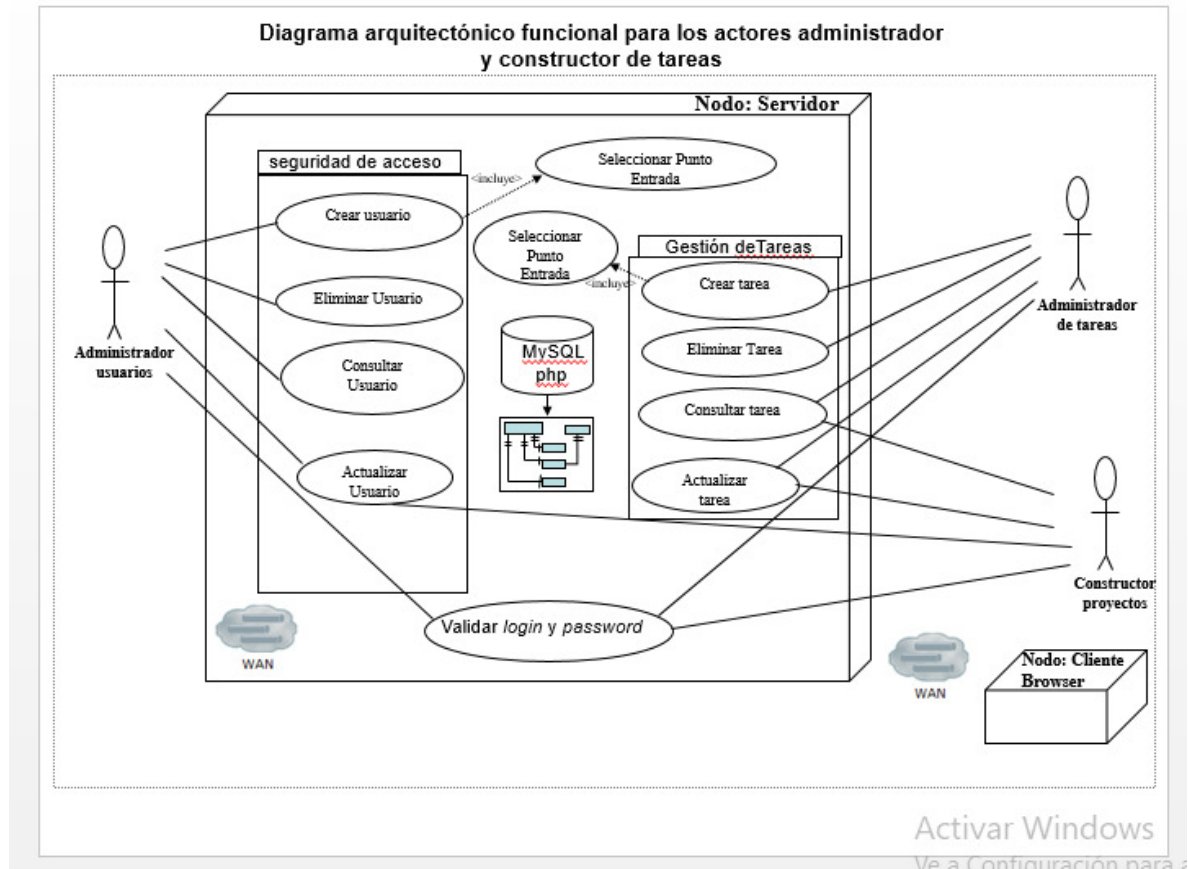 Diagrama arquitectónico funcional para los actores administrador
y constructor de tareas
Nodo: Servidor
seguridad de acceso
Seleccionar Punto
Entrada
<incluye>
Crear usuario
Seleccionar
Punto
Entrada
Gestión deTareas
<incluye>
Crear tarea
Eliminar Usuario
Administrador
de tareas
Administrador
usuarios
MySQL
php
Eliminar Tarea
Consultar
Usuario
Consultar tarea
Actualizar
Usuario
Actualizar
tarea
Constructor
proyectos
Validar login y password
WAN
WAN
Nodo: Cliente
Browser
Activar Windows
Ve a Configuración para a